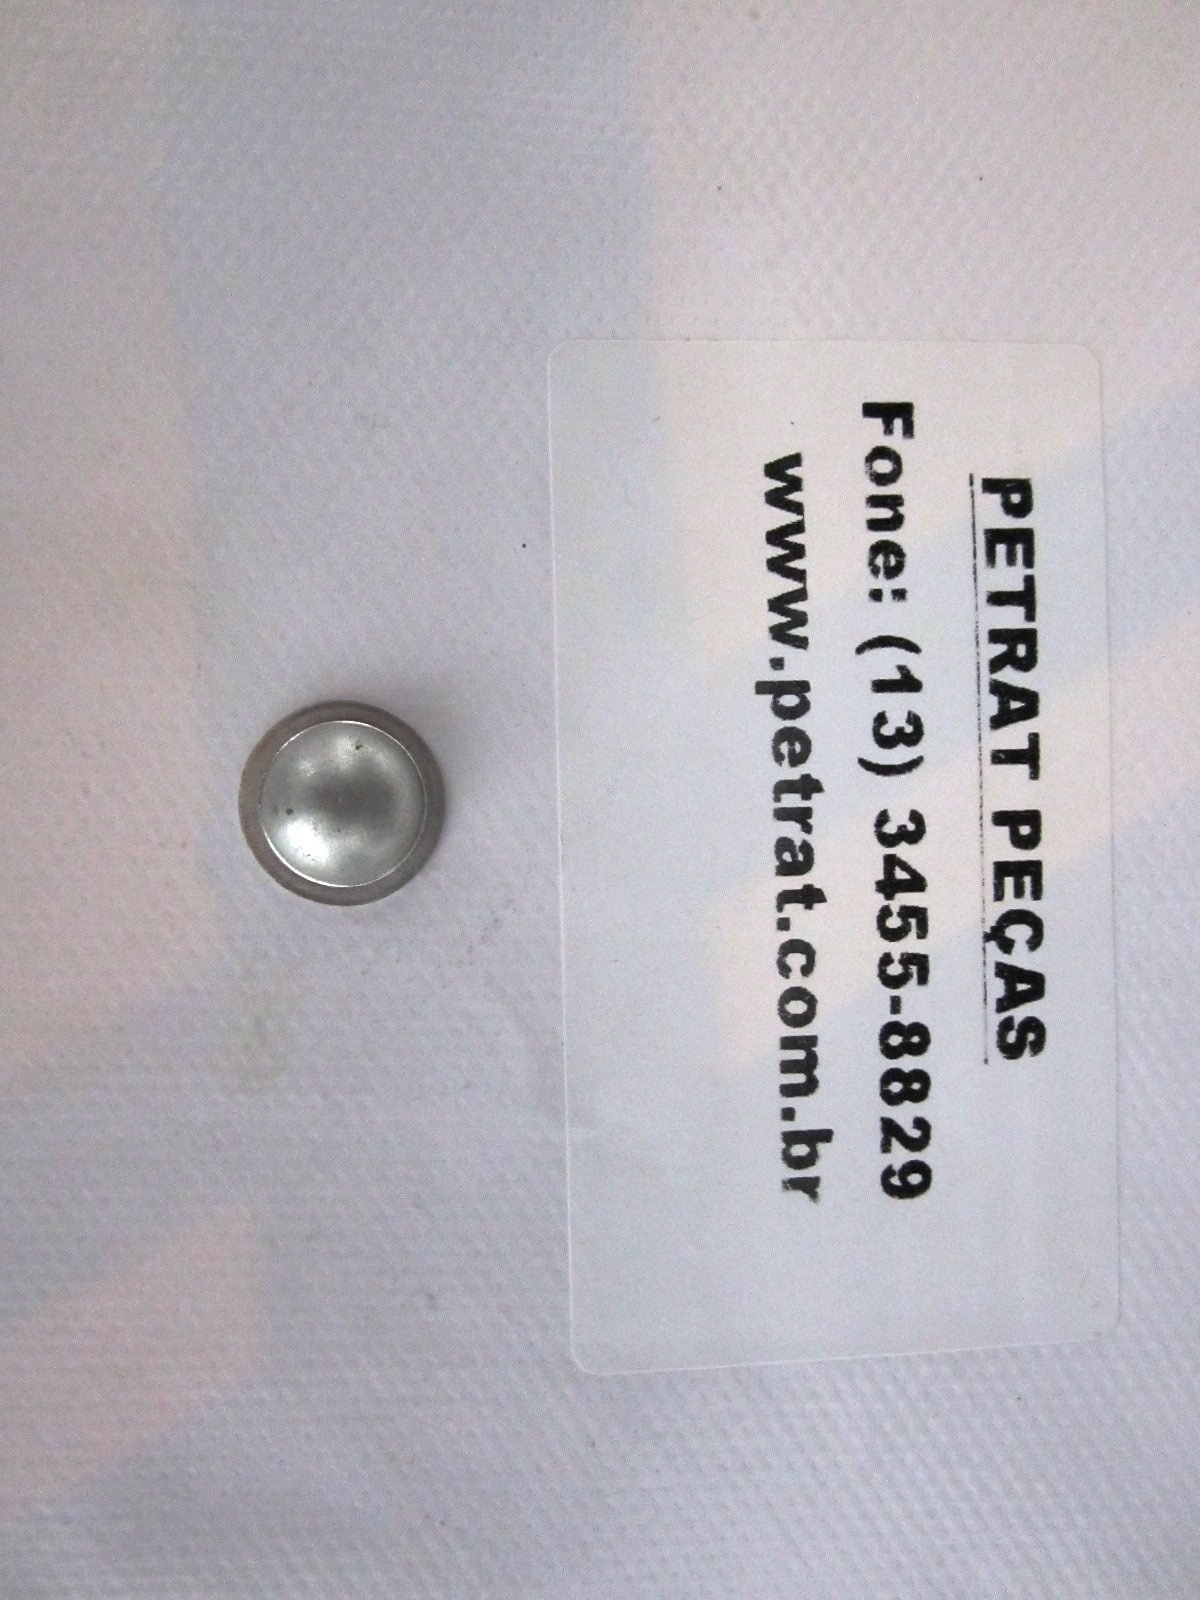 PETRAT PEÇAS
Fone: (13) 3455-8829
www.petrat.com.br